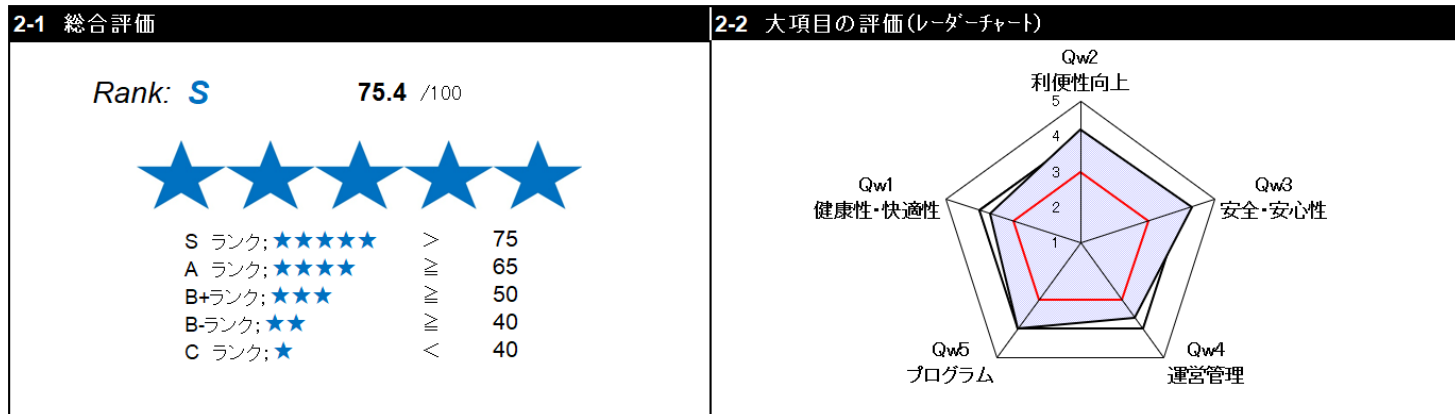 2-1 総合評価
Rank: S 75.4 /100
S ランク;★★★★★ ＞ 75
A ランク;★★★★ ≧ 65
B+ランク;★★★ ≧ 50
B-ランク;★★ ≧ 40
C ランク;★ ＜ 40
2-2 大項目の評価(ﾚｰﾀﾞｰﾁｬｰﾄ)
Qw2
利便性向上
5
4
3
2
1
Qw1
健康性・快適性
Qw3
安全・安心性
Qw5
プログラム
Qw4
運営管理